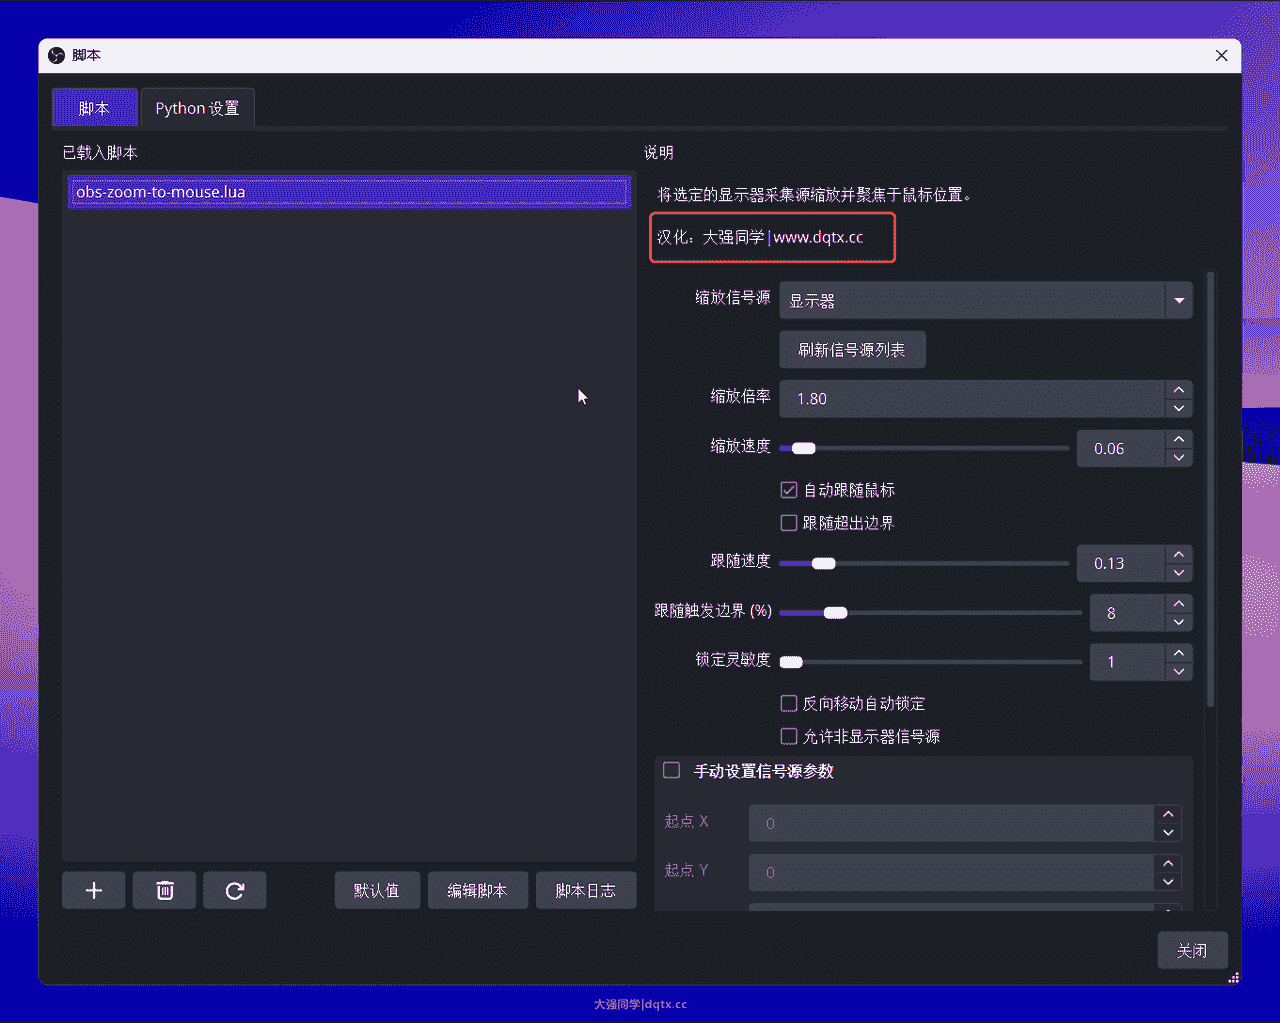 脚本
脚本
Python 设置
已载入脚本
说明
obs-zoom-to-mouse.lua
将选定的显示器采集源缩放并聚焦于鼠标位置。
汉化：大强同学|www.dqtx.cc
缩放信号源
显示器
刷新信号源列表
缩放倍率
1.80
缩放速度
0.06
自动跟随鼠标
跟随超出边界
跟随速度
0.13
跟随触发边界 (%)
8
锁定灵敏度
1
反向移动自动锁定
允许非显示器信号源
手动设置信号源参数
起点 X
0
起点 Y
0
默认值
编辑脚本
脚本日志
关闭
大强同学|dqtx.cc